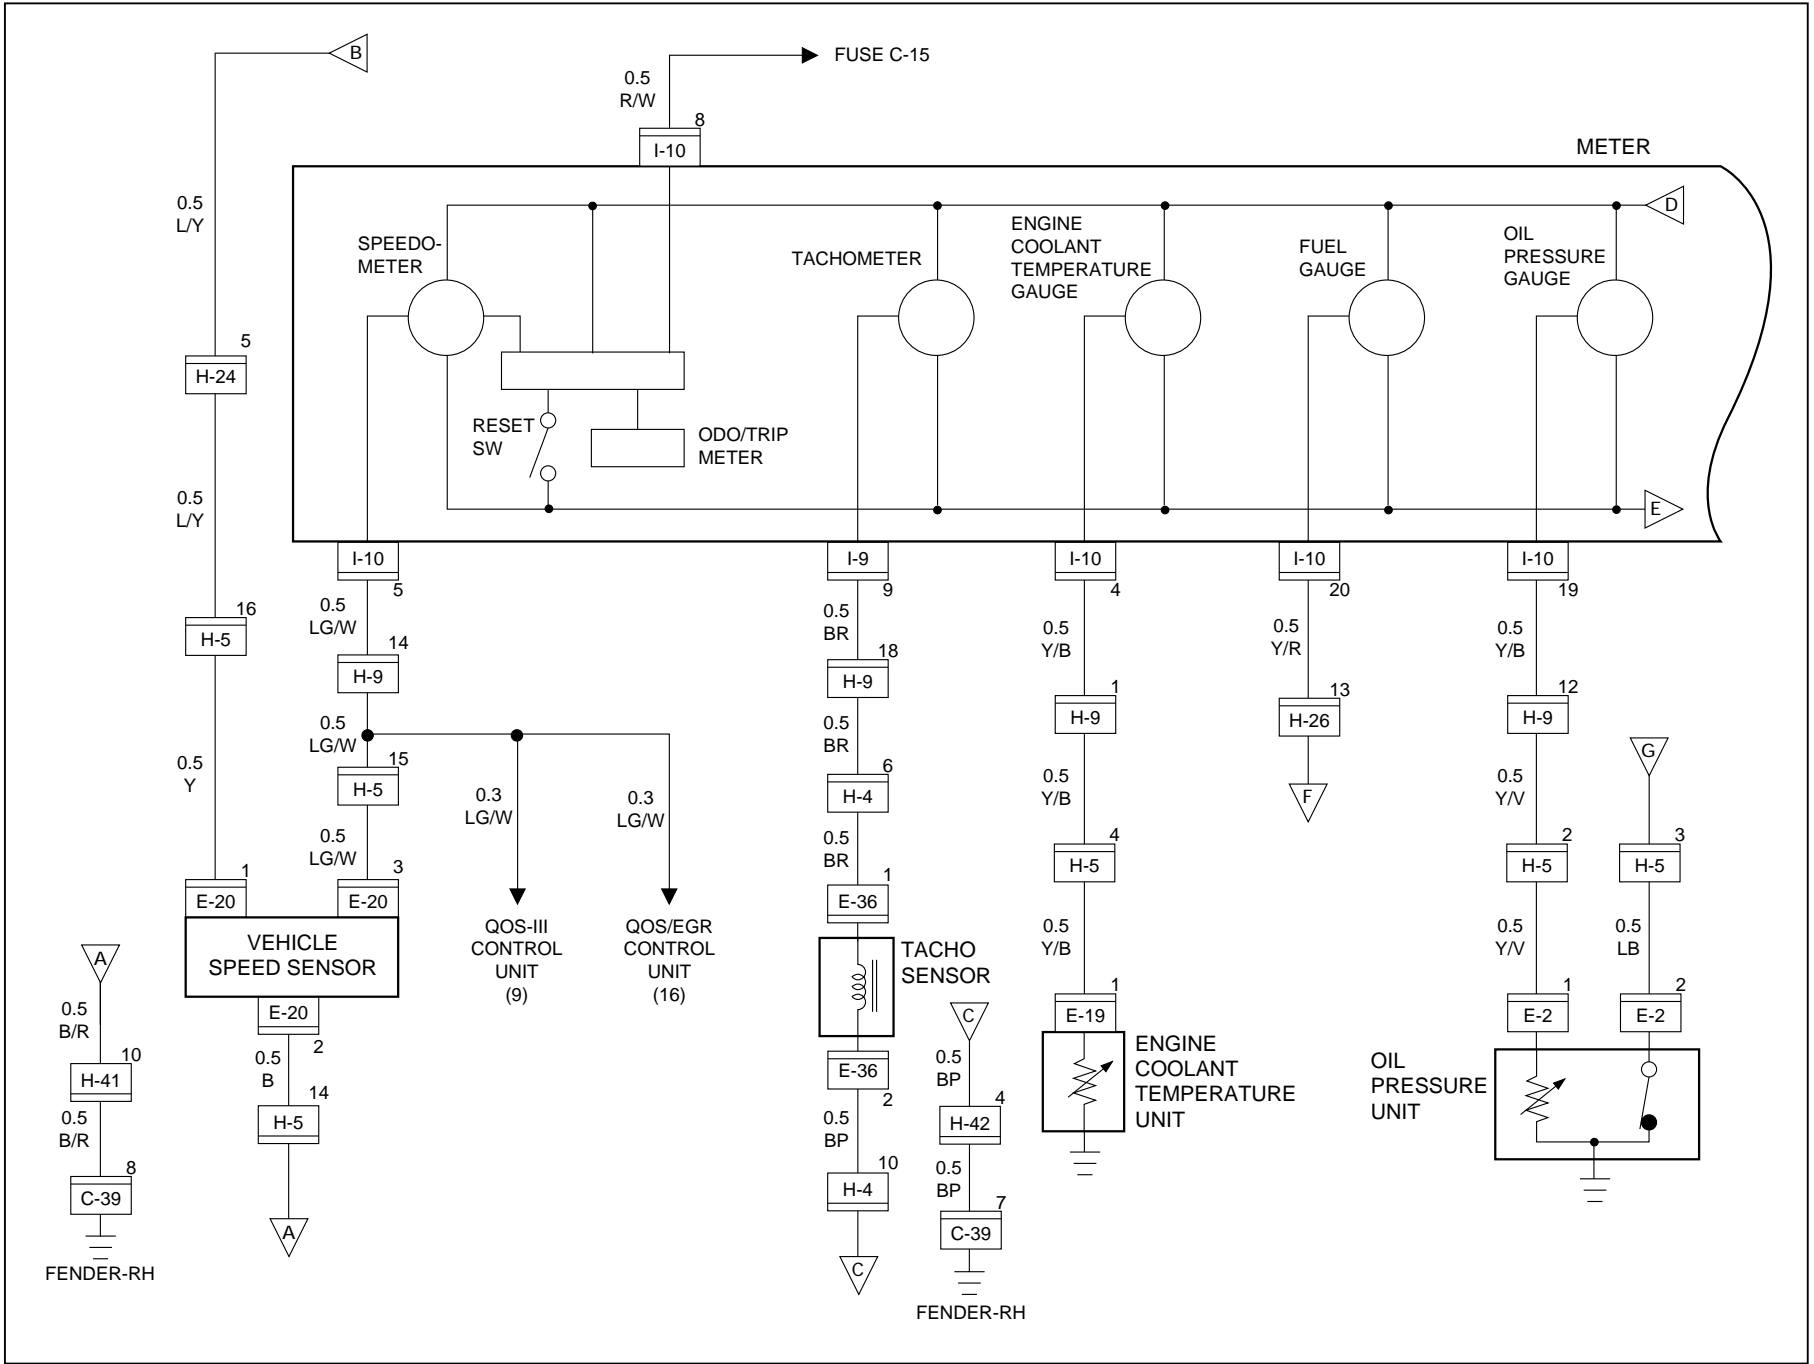 B
FUSE C-15
0.5
R/W
8
I-10
METER
0.5
L/Y
D
SPEEDO-
METER
TACHOMETER
ENGINE
COOLANT
TEMPERATURE
GAUGE
FUEL
GAUGE
OIL
PRESSURE
GAUGE
5
H-24
RESET
SW
ODO/TRIP
METER
0.5
L/Y
E
I-10
5
I-9
9
I-10
4
I-10
20
I-10
19
16
H-5
0.5
LG/W
0.5
BR
0.5
Y/B
0.5
Y/R
0.5
Y/B
14
H-9
18
H-9
1
H-9
13
H-26
12
H-9
0.5
LG/W
0.5
BR
G
0.5
Y
15
H-5
6
H-4
0.5
Y/B
F
0.5
Y/V
0.3
LG/W
0.3
LG/W
0.5
LG/W
0.5
BR
4
H-5
2
H-5
3
H-5
1
E-20
3
E-20
1
E-36
VEHICLE
SPEED SENSOR
QOS-III
CONTROL
UNIT
(9)
QOS/EGR
CONTROL
UNIT
(16)
TACHO
SENSOR
0.5
Y/B
0.5
Y/V
0.5
LB
A
0.5
B/R
E-20
2
C
1
E-19
1
E-2
2
E-2
10
H-41
0.5
B
E-36
2
0.5
BP
ENGINE
COOLANT
TEMPERATURE
UNIT
OIL
PRESSURE
UNIT
0.5
B/R
14
H-5
0.5
BP
4
H-42
8
C-39
10
H-4
0.5
BP
A
7
C-39
FENDER-RH
C
FENDER-RH